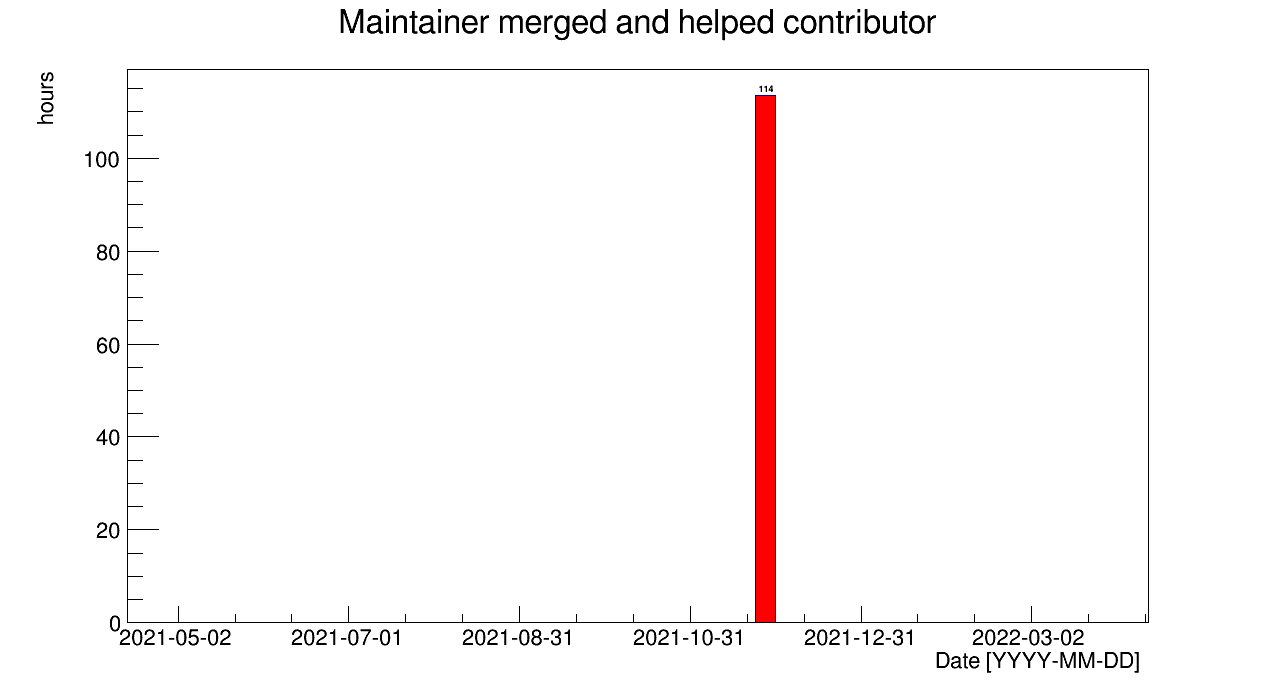 Maintainer merged and helped contributor
hours
114
100
80
60
40
20
0
2021-05-02 2021-07-01 2021-08-31 2021-10-31 2021-12-31 2022-03-02
Date [YYYY-MM-DD]